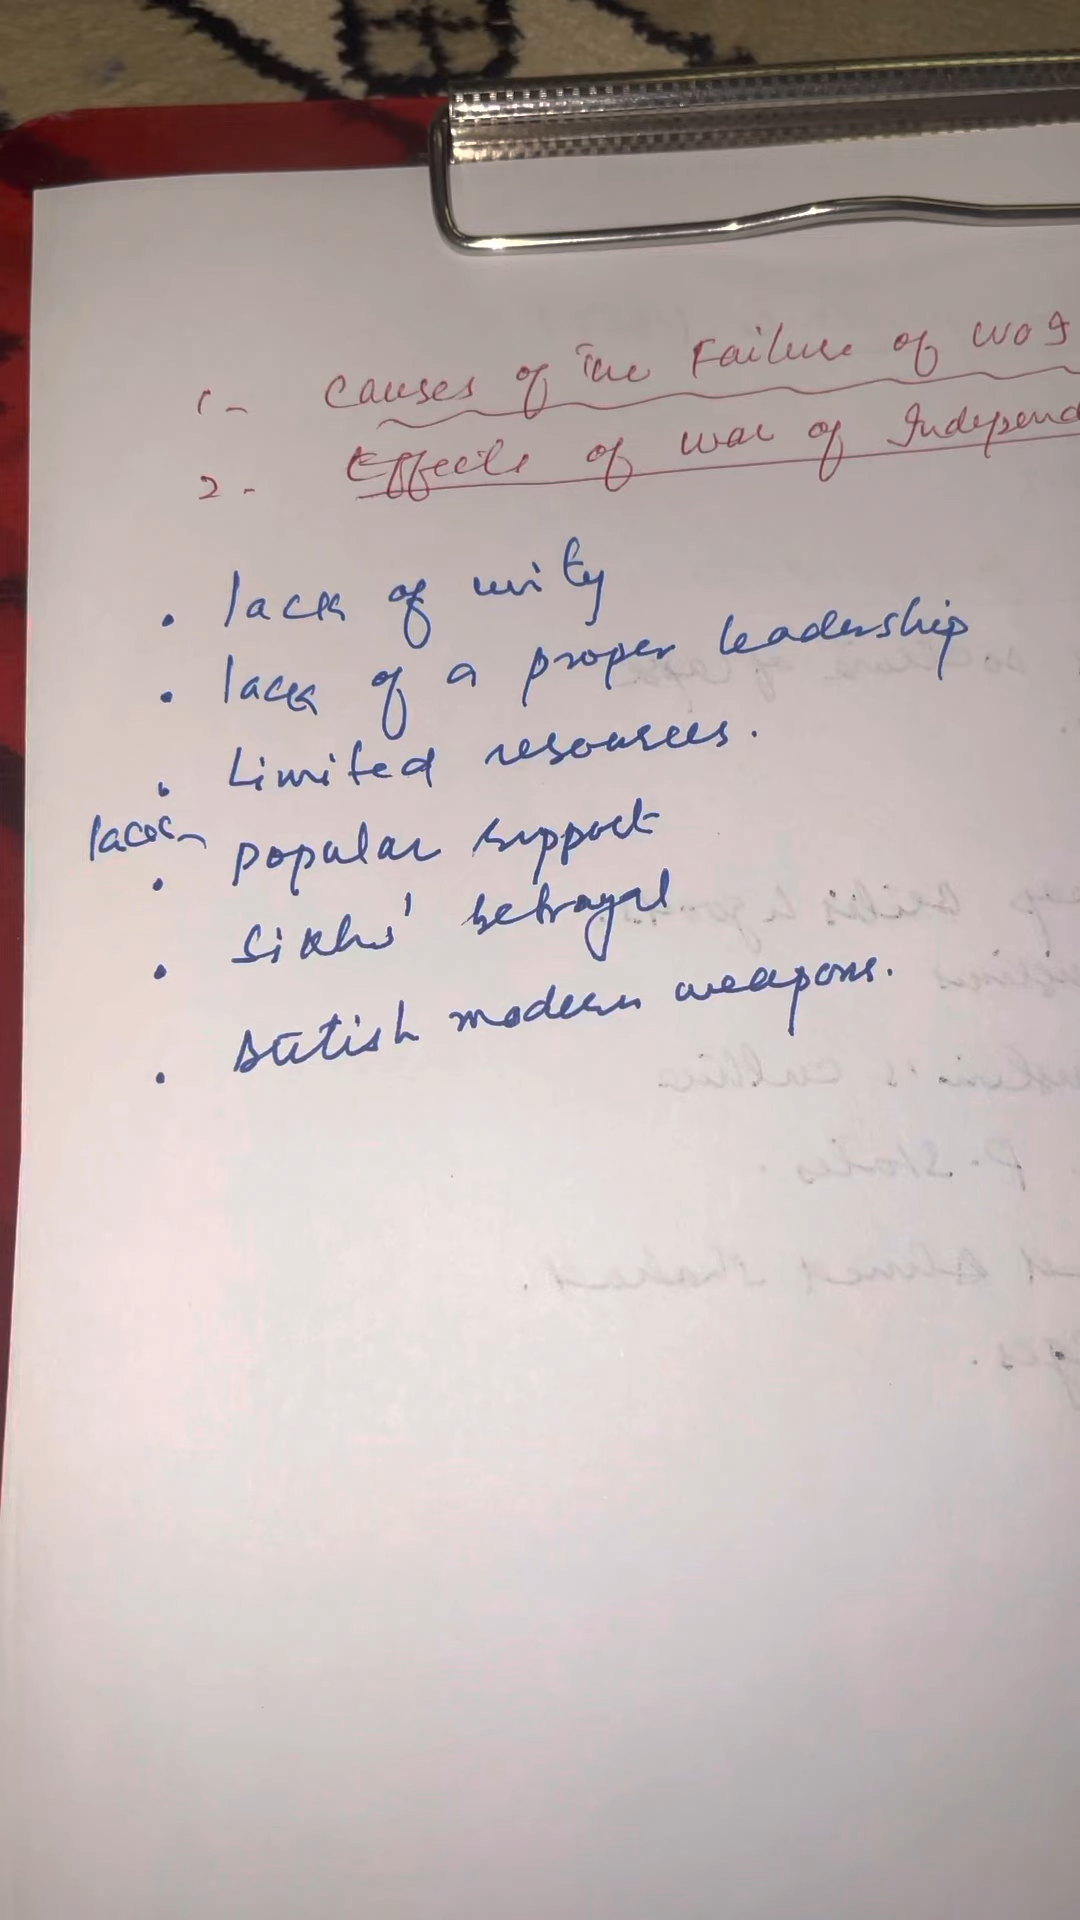 1- Causes of The Failure of WOI
2- Effects of War of Independ
• lack of unity
• lack of a proper leadership
• Limited resources.
lack
• popular support
• Sikhs' betrayal
• British modern weapons.